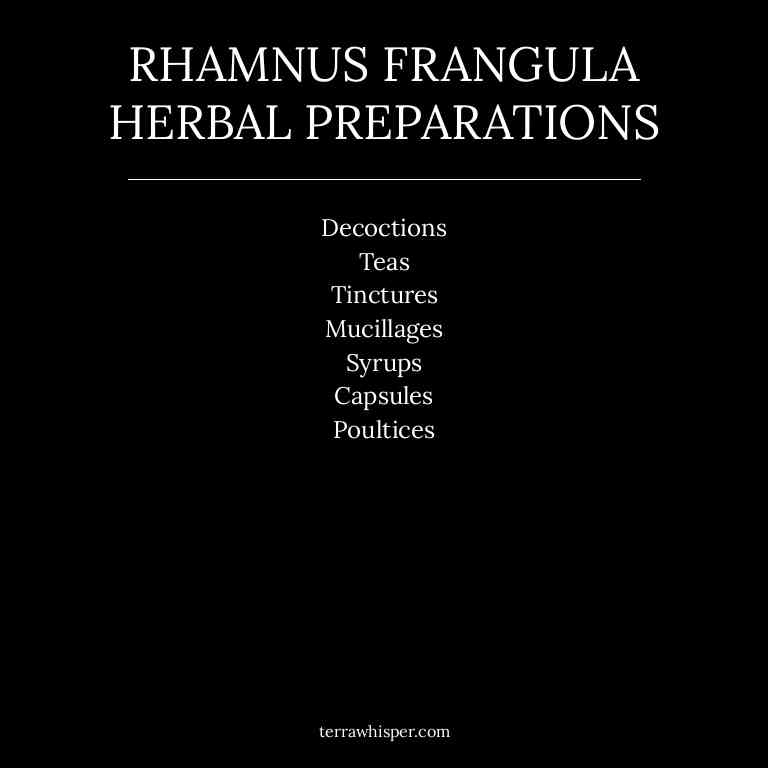 RHAMNUS FRANGULA
HERBAL PREPARATIONS
Decoctions
Teas
Tinctures
Mucillages
Syrups
Capsules
Poultices
terrawhisper.com